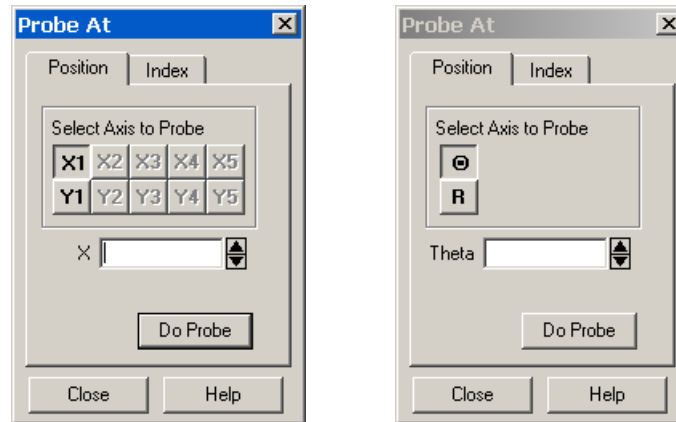 Probe At
Position Index
Select Axis to Probe
X1 X2 X3 X4 X5
Y1 Y2 Y3 Y4 Y5
X
Do Probe
Close Help
Probe At
Position Index
Select Axis to Probe
Θ
R
Theta
Do Probe
Close Help